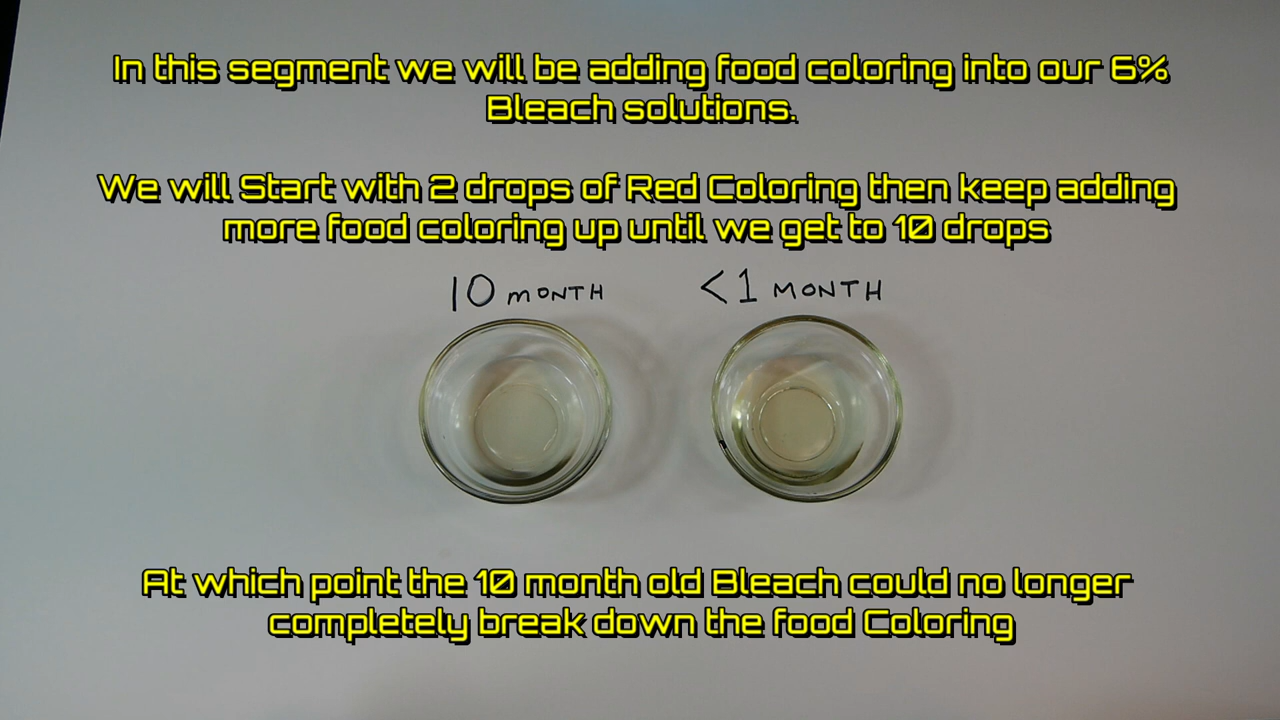 In this segment we will be adding food coloring into our 6%
Bleach solutions.
We will Start with 2 drops of Red Coloring then keep adding
more food coloring up until we get to 10 drops
10 MONTH
<1 MONTH
At which point the 10 month old Bleach could no longer
completely break down the food Coloring